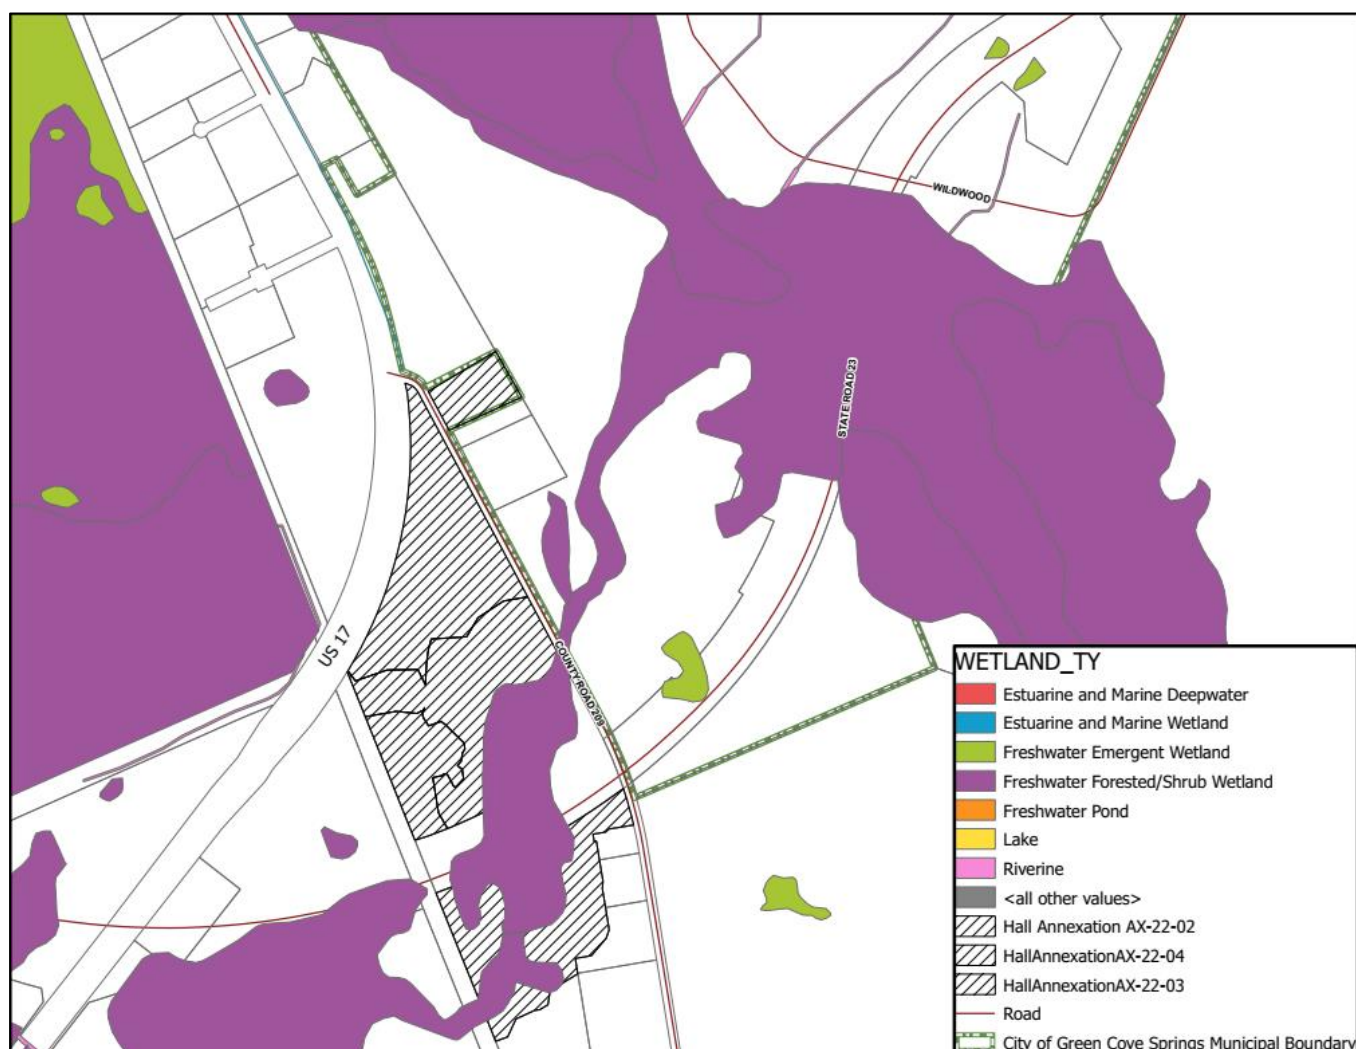 WILDWOOD
STATE ROAD 23
US 17
COUNTY ROAD 209
WETLAND_TY
Estuarine and Marine Deepwater
Estuarine and Marine Wetland
Freshwater Emergent Wetland
Freshwater Forested/Shrub Wetland
Freshwater Pond
Lake
Riverine
<all other values>
Hall Annexation AX-22-02
HallAnnexationAX-22-04
HallAnnexationAX-22-03
Road
City of Green Cove Springs Municipal Boundary